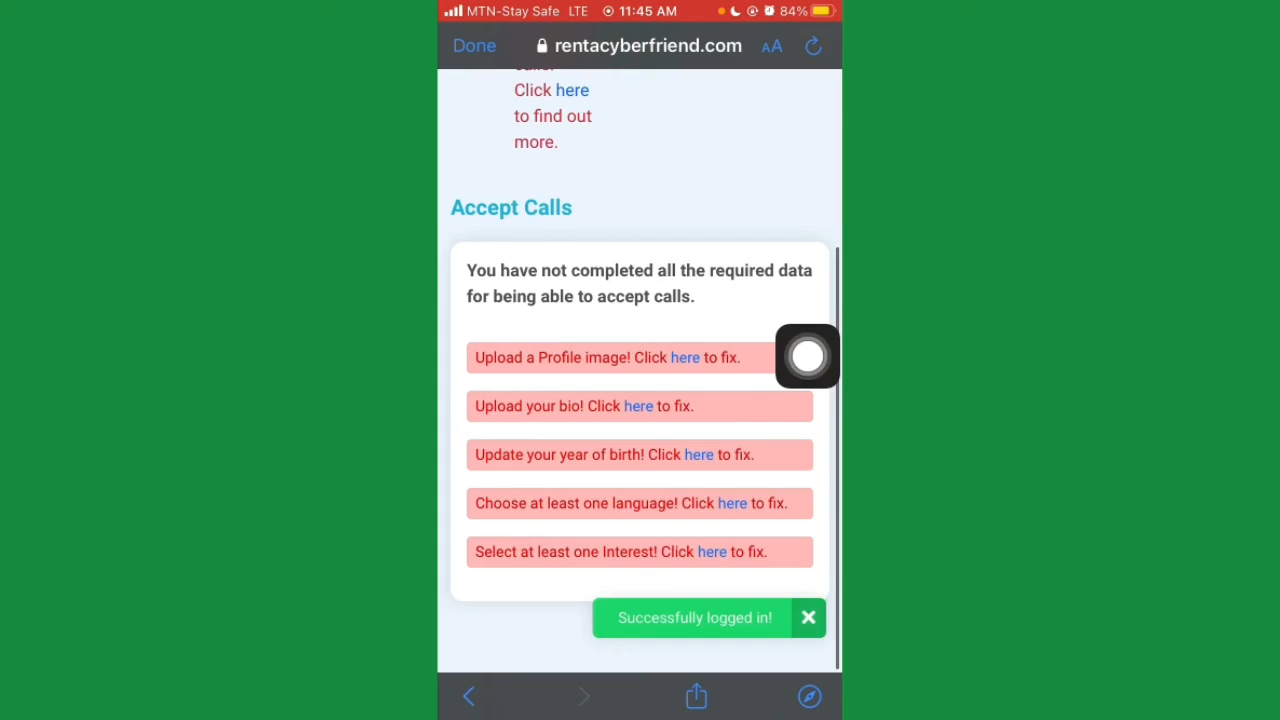 MTN-Stay Safe LTE 11:45 AM 84%
Done rentacyberfriend.com AA
calls.
Click here
to find out
more.
Accept Calls
You have not completed all the required data
for being able to accept calls.
Upload a Profile image! Click here to fix.
Upload your bio! Click here to fix.
Update your year of birth! Click here to fix.
Choose at least one language! Click here to fix.
Select at least one Interest! Click here to fix.
Successfully logged in!